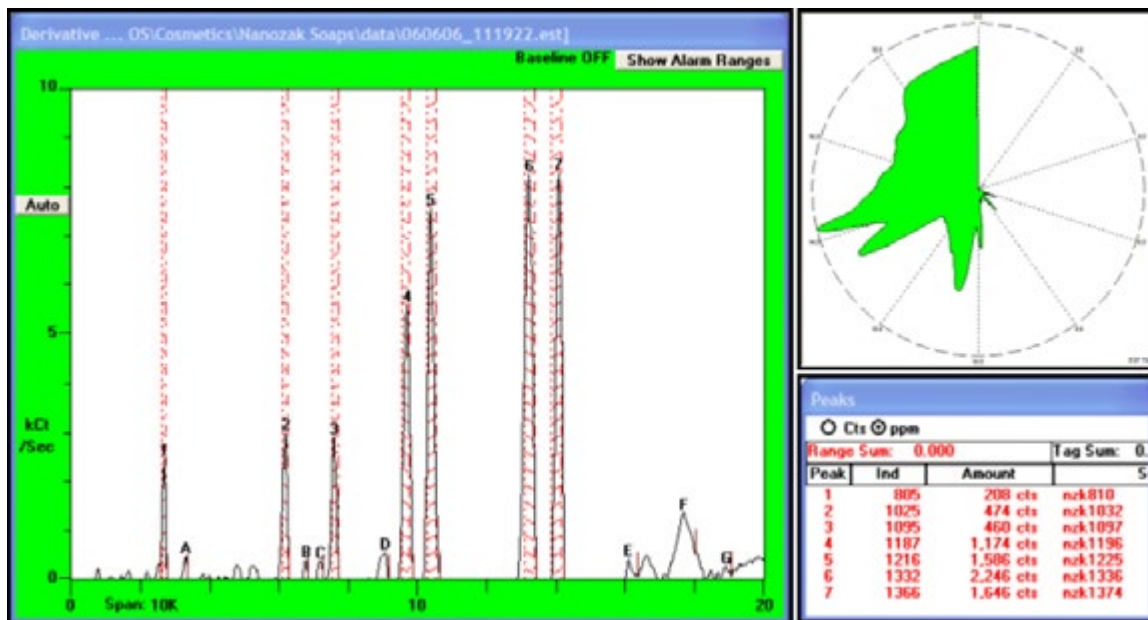 Derivative ... OS\Cosmetics\Nanozak Soaps\data\060606_111922.est]
Baseline OFF Show Alarm Ranges
10
Auto
6 7
5
4
5
kCt
/Sec
2 3
F
A B C D E G
0
0 Span: 10K 10 20
Peaks
Cts ppm
Range Sum: 0.000 Tag Sum: 0.
Peak Ind Amount S
1 805 208 cts nzk810
2 1025 474 cts nzk1032
3 1095 460 cts nzk1097
4 1187 1,174 cts nzk1196
5 1216 1,586 cts nzk1225
6 1332 2,246 cts nzk1336
7 1366 1,646 cts nzk1374